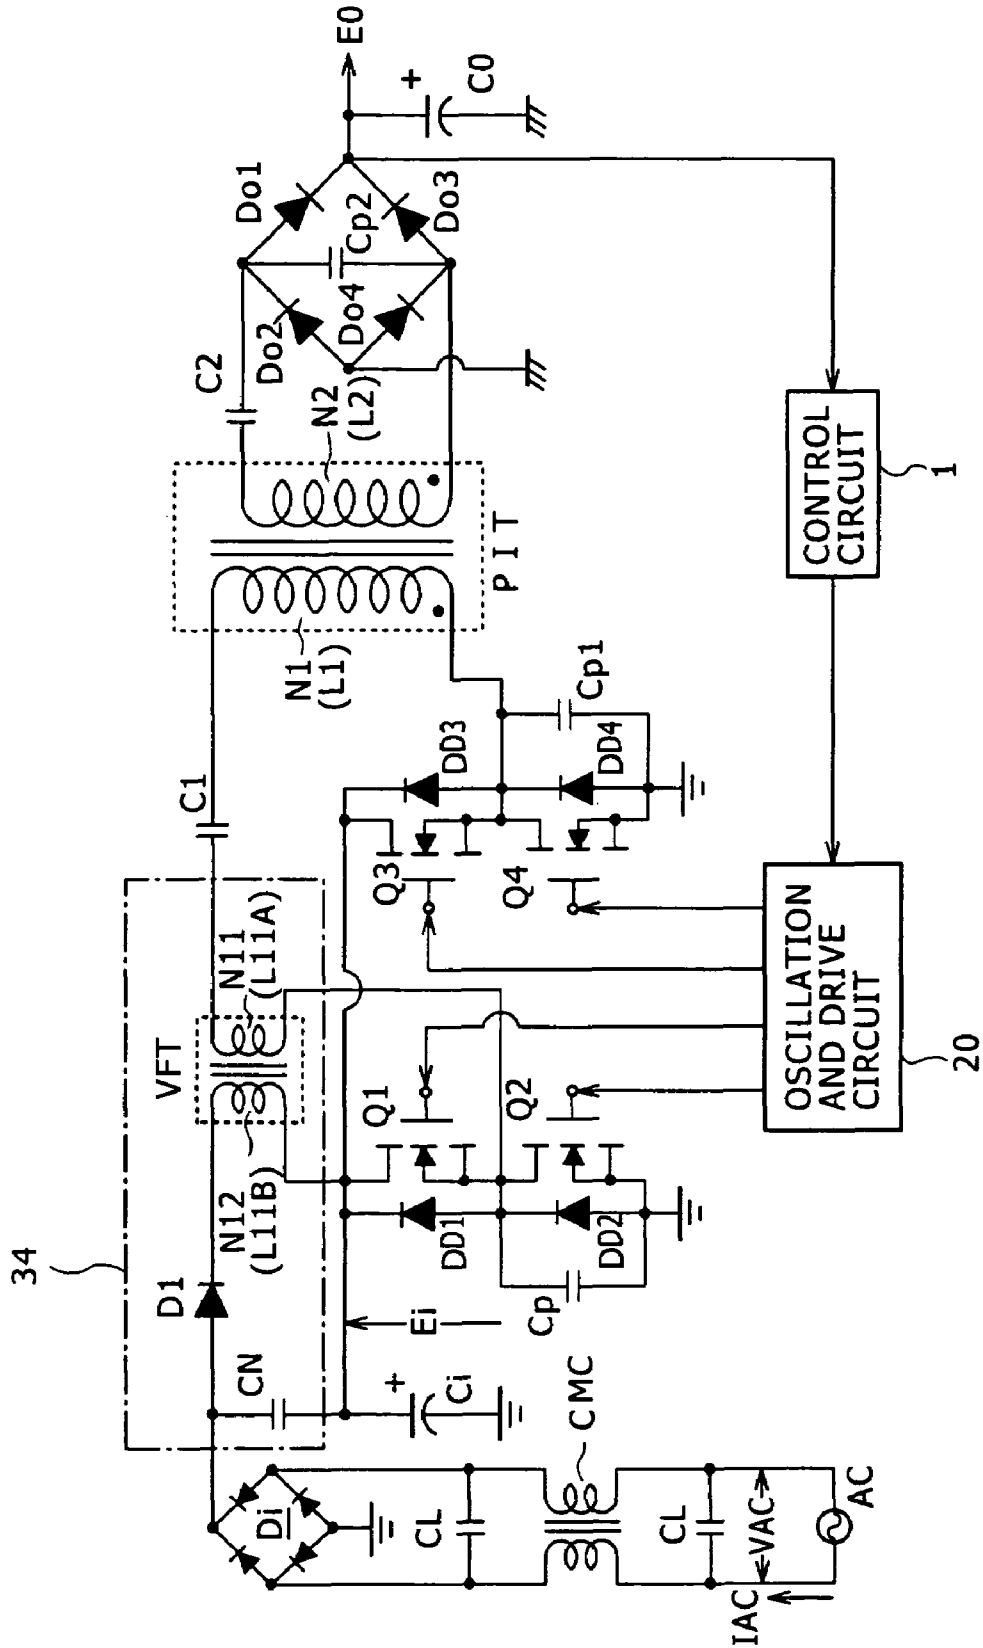 34
D1
CN
N12
(L11B)
VFT
N11
(L11A)
C1
N1
(L1)
PIT
N2
(L2)
C2
Do1
Do2
Cp2
Do4
Do3
E0
+
C0
Di
CL
CMC
CL
VAC
IAC
AC
+
Ci
Ei
DD1
DD2
Cp
Q1
Q2
Q3
Q4
DD3
DD4
Cp1
OSCILLATION
AND DRIVE
CIRCUIT
20
CONTROL
CIRCUIT
1